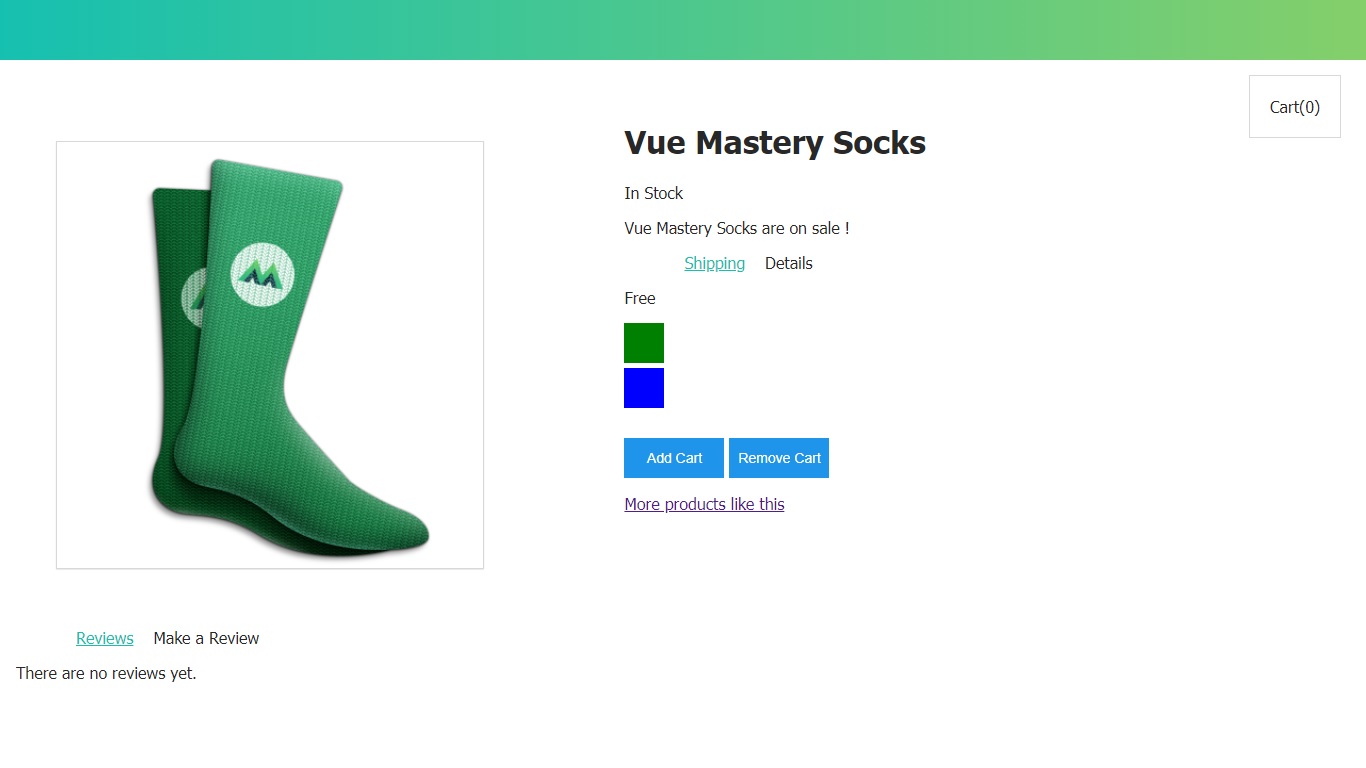 Cart(0)
Vue Mastery Socks
In Stock
Vue Mastery Socks are on sale !
Shipping Details
Free
Add Cart Remove Cart
More products like this
Reviews Make a Review
There are no reviews yet.